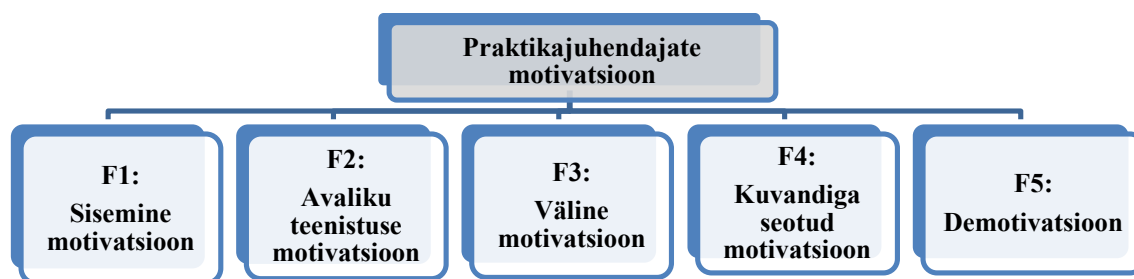 Praktikajuhendajate
motivatsioon
F1:
Sisemine
motivatsioon
F2:
Avaliku
teenistuse
motivatsioon
F3:
Väline
motivatsioon
F4:
Kuvandiga
seotud
motivatsioon
F5:
Demotivatsioon